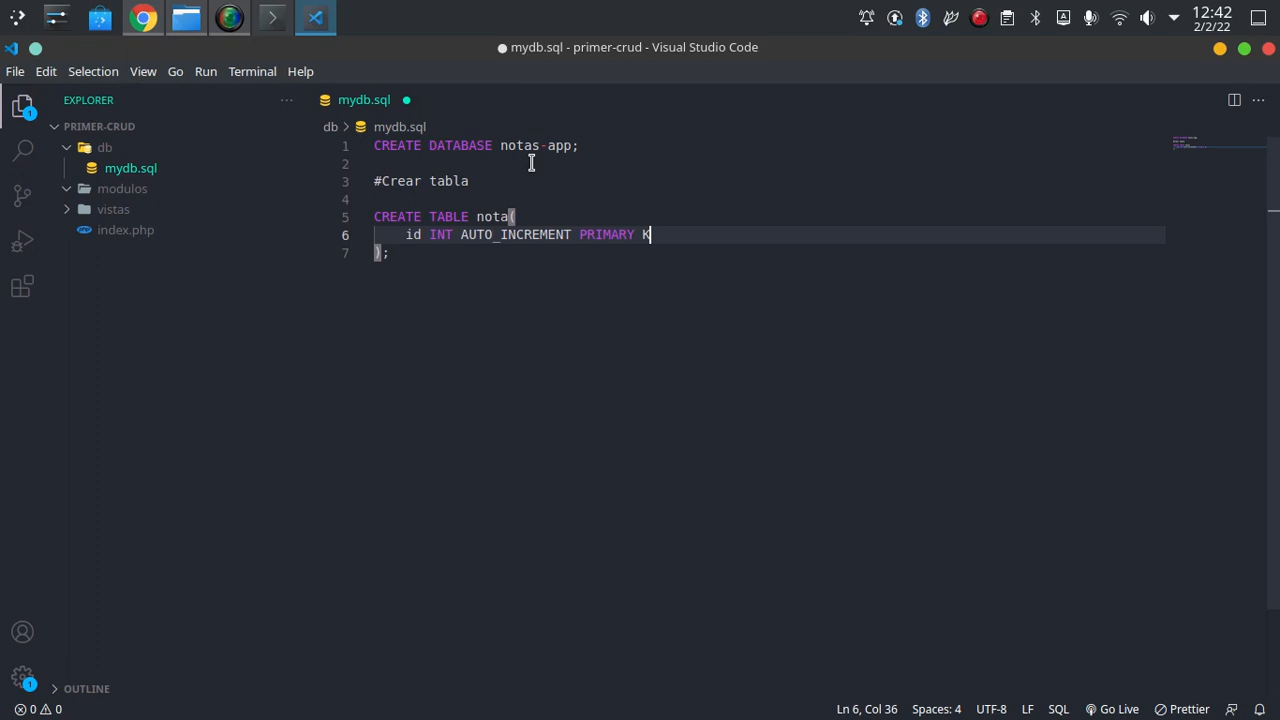 12:42
2/2/22
mydb.sql - primer-crud - Visual Studio Code
File Edit Selection View Go Run Terminal Help
EXPLORER
mydb.sql
PRIMER-CRUD
db
mydb.sql
modulos
vistas
index.php
db > mydb.sql
1 CREATE DATABASE notas-app;
2
3 #Crear tabla
4
5 CREATE TABLE nota(
6 id INT AUTO_INCREMENT PRIMARY K
7 );
1
1
OUTLINE
0 0 Ln 6, Col 36 Spaces: 4 UTF-8 LF SQL Go Live Prettier